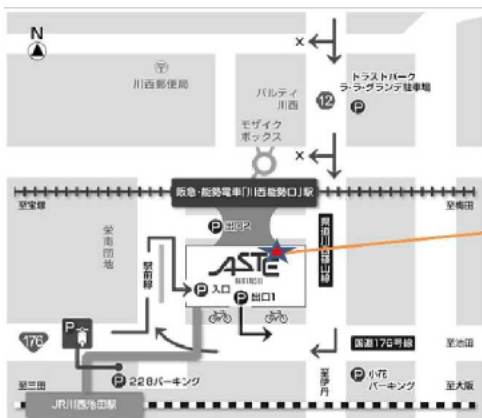 N
川西郵便局
パルティ
川西
12
トラストパーク
ラ・ラ・グランデ駐車場
P
モザイク
ボックス
阪急・能勢電車「川西能勢口」駅
至宝塚
至梅田
P 出口2
栄南
団地
駅前線
ASTE
P 入口
P 出口1
県道川西篠山線
176
P
国道176号線
至池田
P 228パーキング
至伊丹
P 小花
パーキング
至三田
至大阪
JR川西池田駅